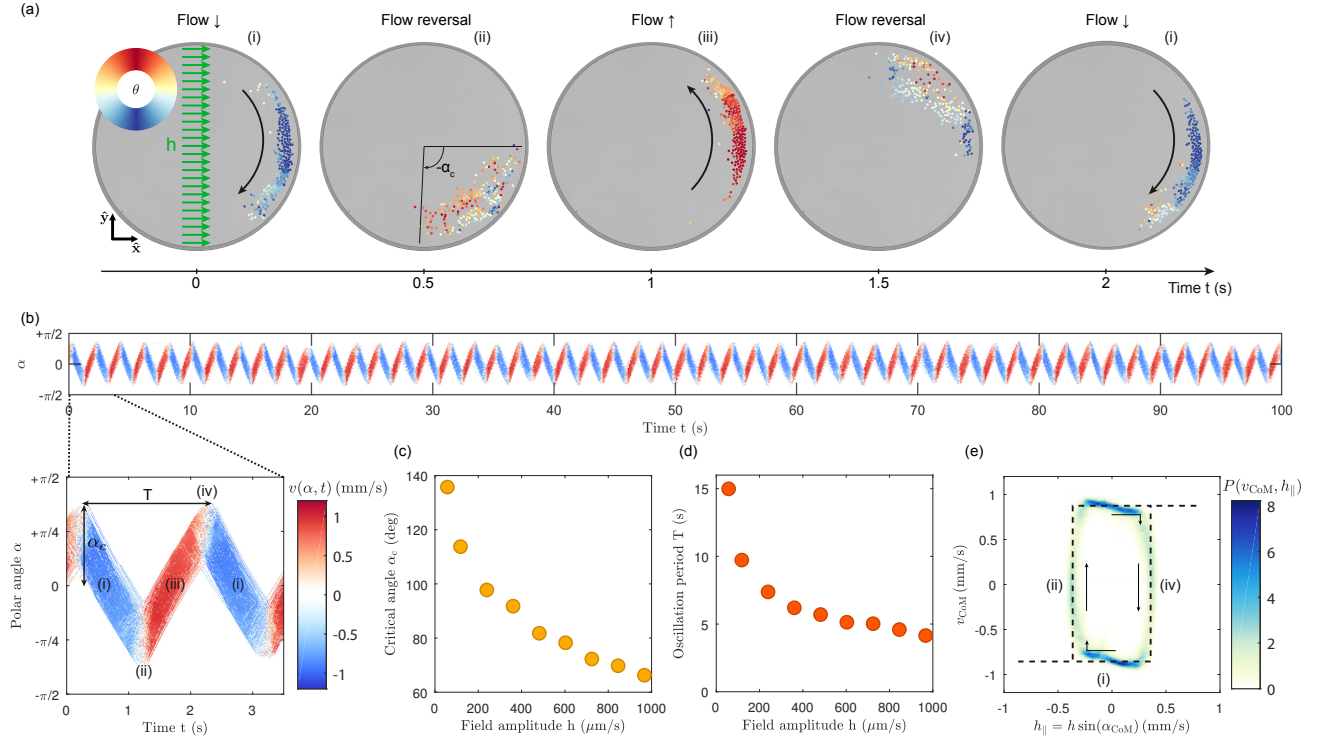 (a)
Flow ↓
(i)
Flow reversal
(ii)
Flow ↑
(iii)
Flow reversal
(iv)
Flow ↓
(i)
θ
h
-α_c
ŷ
x̂
0
0.5
1
1.5
2
Time t (s)
(b)
+π/2
0
-π/2
α
0 10 20 30 40 50 60 70 80 90 100
Time t (s)
+π/2
+π/4
0
-π/4
-π/2
Polar angle α
T
α_c
(i)
(ii)
(iii)
(iv)
(i)
0 1 2 3
Time t (s)
v(α, t) (mm/s)
1
0.5
0
-0.5
-1
(c)
140
120
100
80
60
Critical angle α_c (deg)
0 200 400 600 800 1000
Field amplitude h (μm/s)
(d)
15
10
5
0
Oscillation period T (s)
0 200 400 600 800 1000
Field amplitude h (μm/s)
(e)
1
0.5
0
-0.5
-1
v_CoM (mm/s)
(ii)
(iv)
(i)
-1 -0.5 0 0.5 1
h_∥ = h sin(α_CoM) (mm/s)
P(v_CoM, h_∥)
8
6
4
2
0